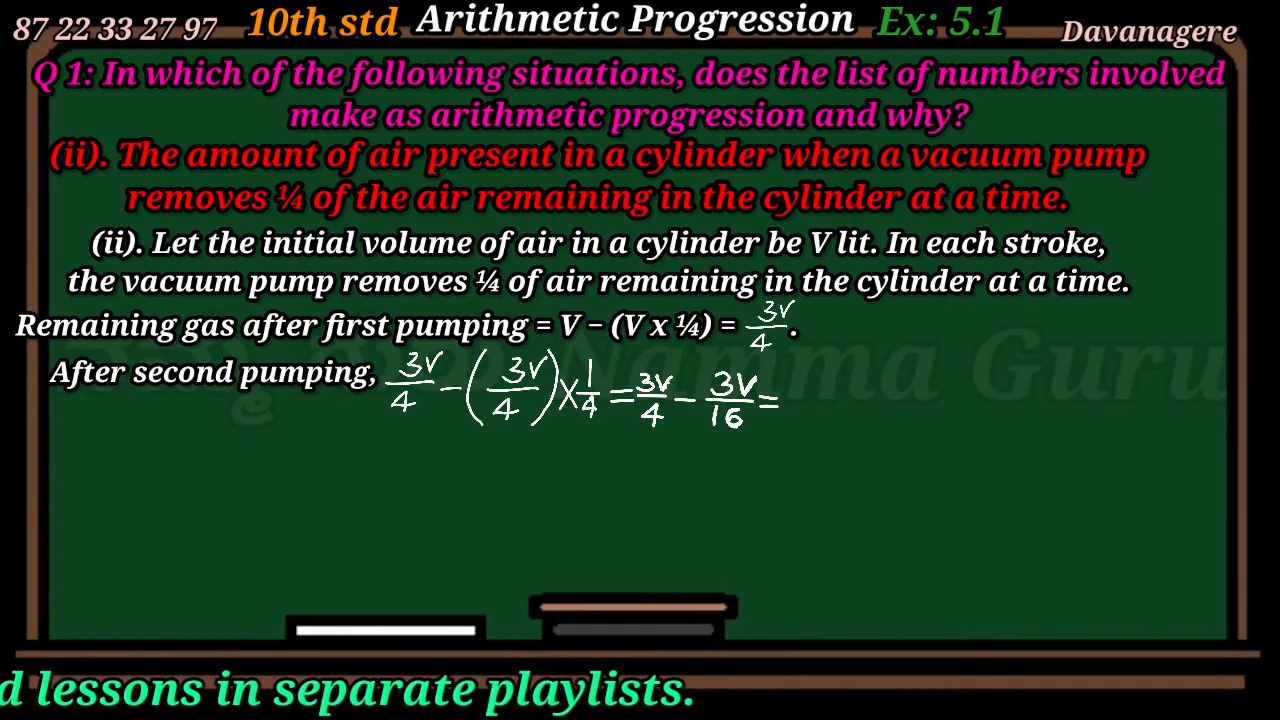 87 22 33 27 97 10th std Arithmetic Progression Ex: 5.1 Davanagere
Q 1: In which of the following situations, does the list of numbers involved
make as arithmetic progression and why?
(ii). The amount of air present in a cylinder when a vacuum pump
removes ¼ of the air remaining in the cylinder at a time.
(ii). Let the initial volume of air in a cylinder be V lit. In each stroke,
the vacuum pump removes ¼ of air remaining in the cylinder at a time.
Remaining gas after first pumping = V – (V x ¼) = 3V/4.
After second pumping, 3V/4 – (3V/4) × 1/4 = 3V/4 – 3V/16 =
Namma Guru
d lessons in separate playlists.